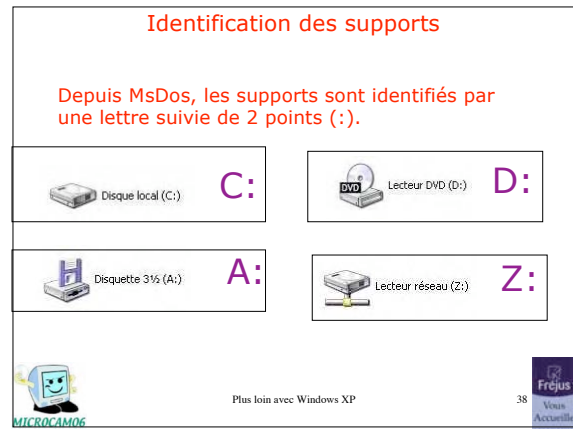 Identification des supports
Depuis MsDos, les supports sont identifiés par
une lettre suivie de 2 points (:).
Disque local (C:) C:
DVD Lecteur DVD (D:) D:
Disquette 3½ (A:) A:
Lecteur réseau (Z:) Z:
MICROCAM06
Plus loin avec Windows XP
38
Fréjus
Vous
Accueille